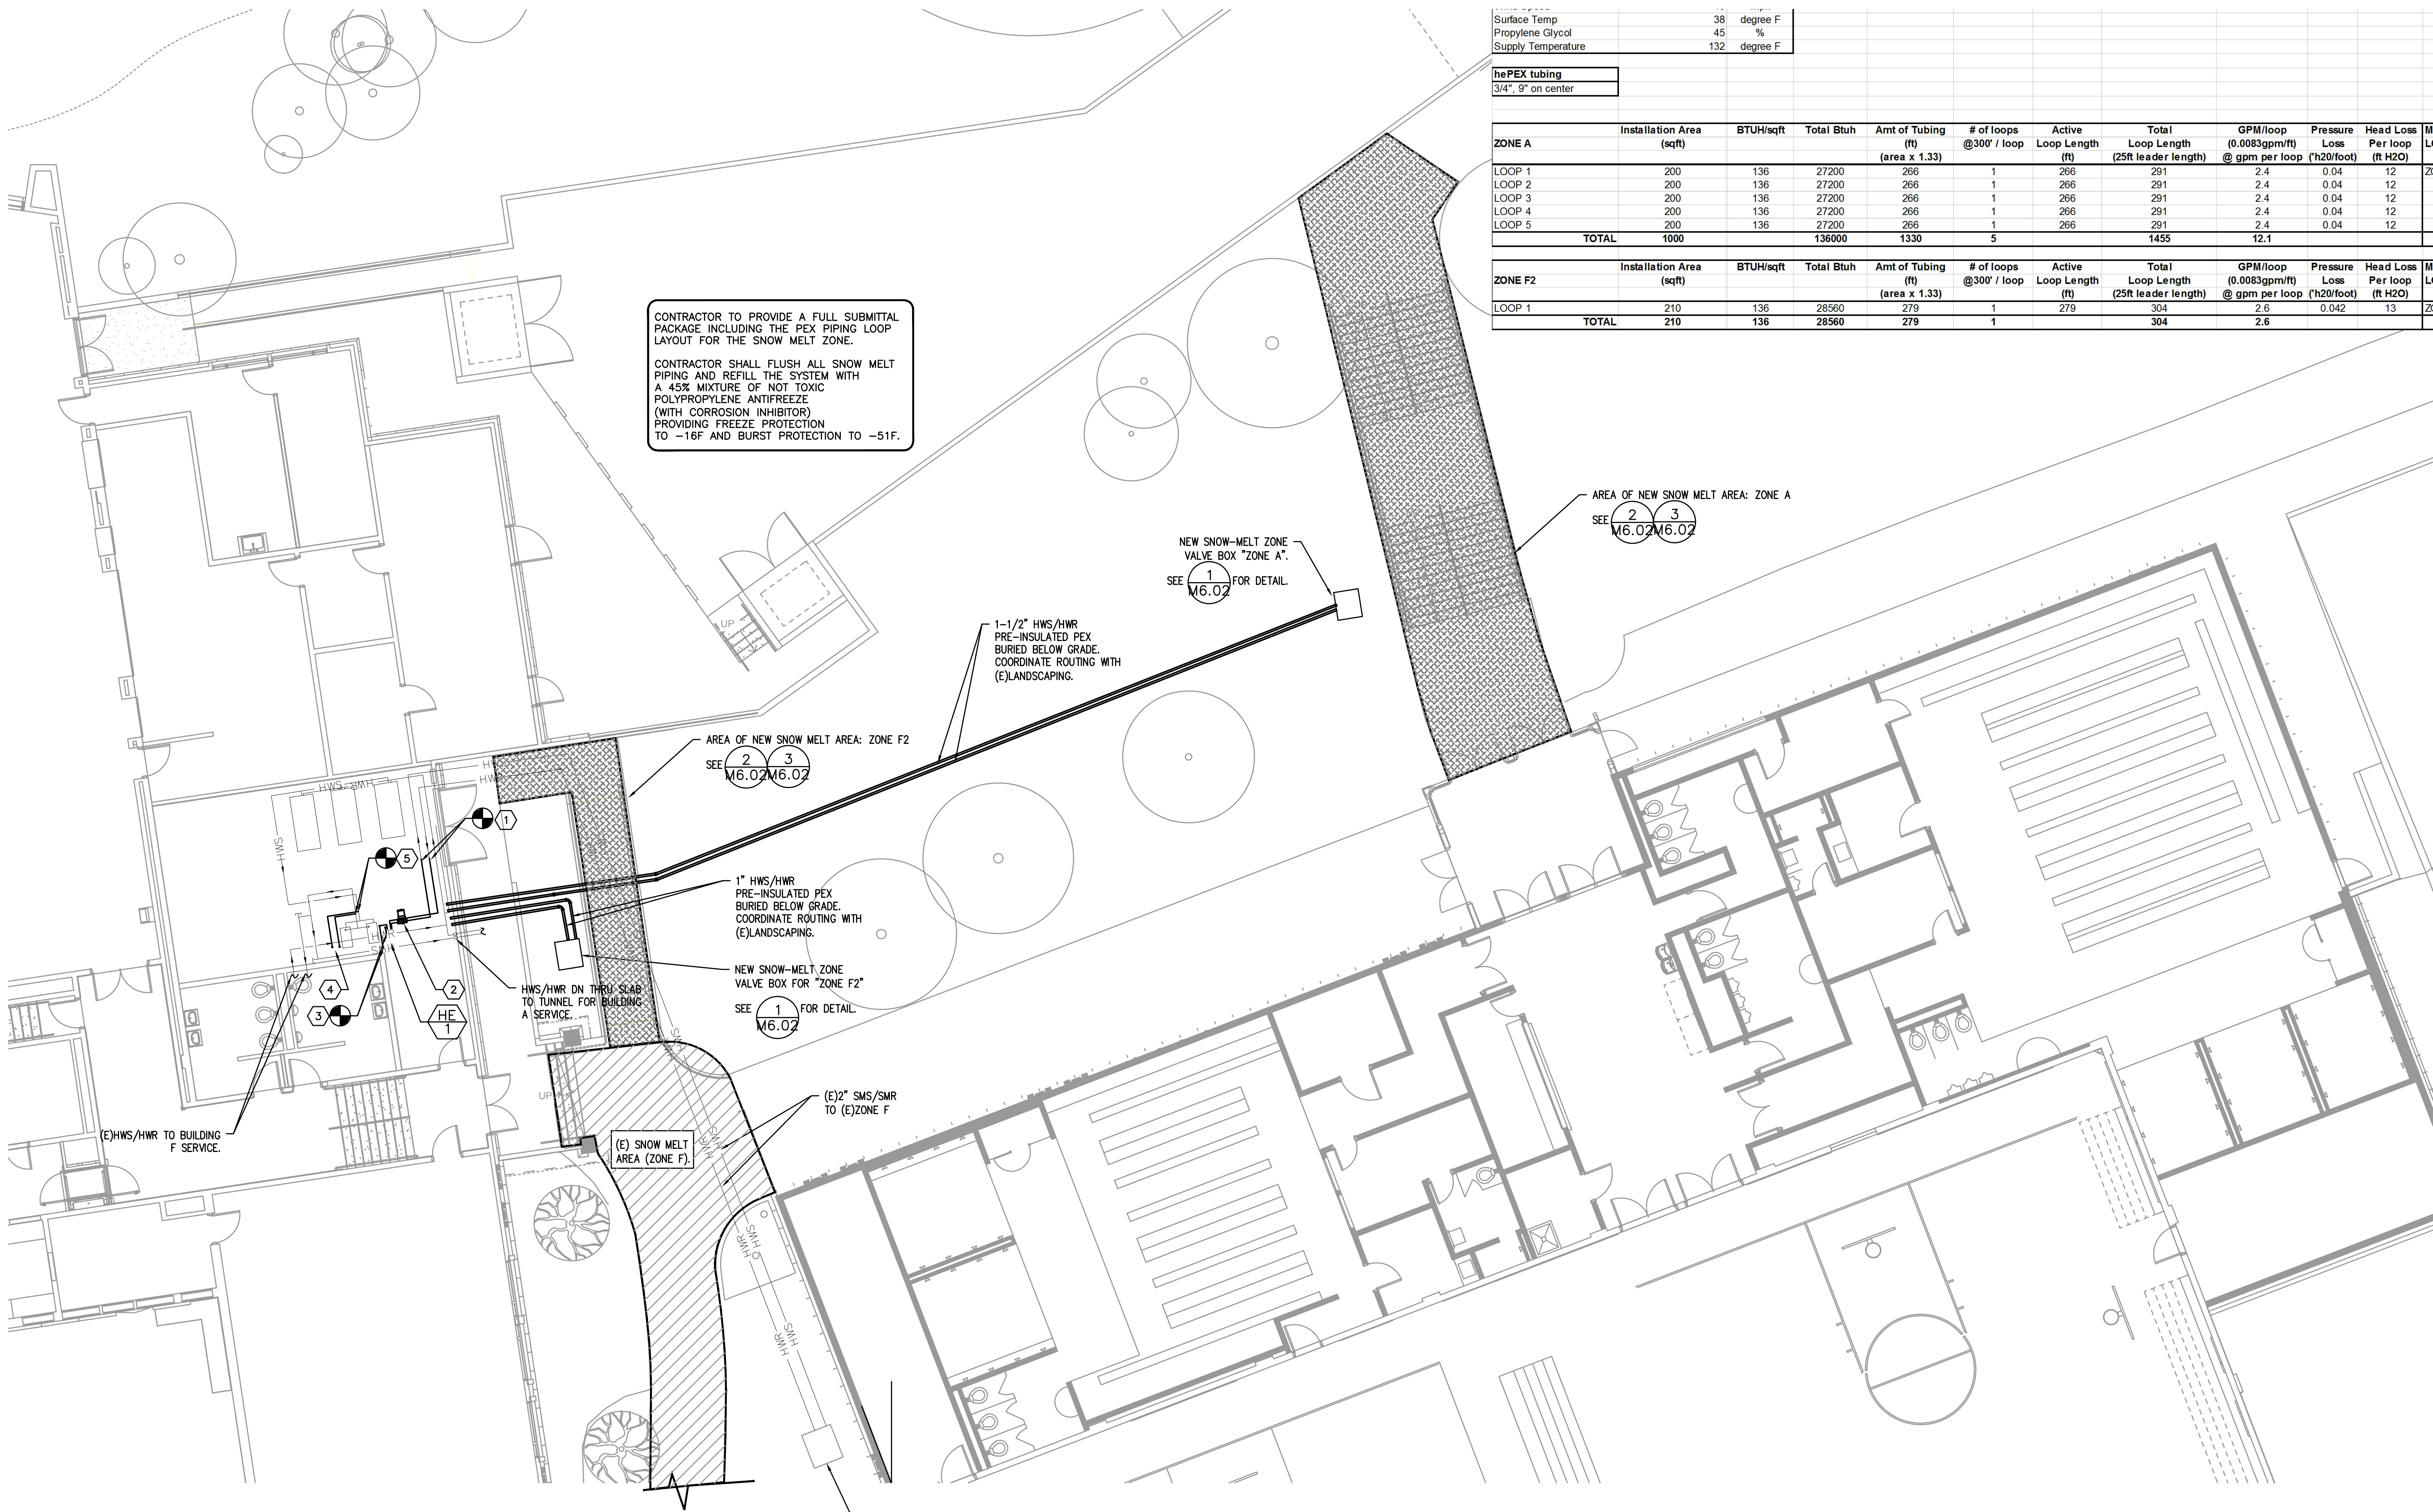 Surface Temp 38 degree F
Propylene Glycol 45 %
Supply Temperature 132 degree F
hePEX tubing
3/4", 9" on center
Installation Area BTUH/sqft Total Btuh Amt of Tubing # of loops Active Total GPM/loop Pressure Head Loss
ZONE A (sqft) (ft) @300' / loop Loop Length Loop Length (0.0083gpm/ft) Loss Per loop
(area x 1.33) (ft) (25ft leader length) @ gpm per loop ('h20/foot) (ft H2O)
LOOP 1 200 136 27200 266 1 266 291 2.4 0.04 12
LOOP 2 200 136 27200 266 1 266 291 2.4 0.04 12
LOOP 3 200 136 27200 266 1 266 291 2.4 0.04 12
LOOP 4 200 136 27200 266 1 266 291 2.4 0.04 12
LOOP 5 200 136 27200 266 1 266 291 2.4 0.04 12
TOTAL 1000 136000 1330 5 1455 12.1
Installation Area BTUH/sqft Total Btuh Amt of Tubing # of loops Active Total GPM/loop Pressure Head Loss
ZONE F2 (sqft) (ft) @300' / loop Loop Length Loop Length (0.0083gpm/ft) Loss Per loop
(area x 1.33) (ft) (25ft leader length) @ gpm per loop ('h20/foot) (ft H2O)
LOOP 1 210 136 28560 279 1 279 304 2.6 0.042 13
TOTAL 210 136 28560 279 1 304 2.6
CONTRACTOR TO PROVIDE A FULL SUBMITTAL
PACKAGE INCLUDING THE PEX PIPING LOOP
LAYOUT FOR THE SNOW MELT ZONE.
CONTRACTOR SHALL FLUSH ALL SNOW MELT
PIPING AND REFILL THE SYSTEM WITH
A 45% MIXTURE OF NOT TOXIC
POLYPROPYLENE ANTIFREEZE
(WITH CORROSION INHIBITOR)
PROVIDING FREEZE PROTECTION
TO -16F AND BURST PROTECTION TO -51F.
AREA OF NEW SNOW MELT AREA: ZONE A
SEE 2 M6.02 3 M6.02
NEW SNOW-MELT ZONE
VALVE BOX "ZONE A".
SEE 1 M6.02 FOR DETAIL.
1-1/2" HWS/HWR
PRE-INSULATED PEX
BURIED BELOW GRADE.
COORDINATE ROUTING WITH
(E)LANDSCAPING.
UP
AREA OF NEW SNOW MELT AREA: ZONE F2
SEE 2 M6.02 3 M6.02
HWS
HWR
HWS
1
5
1" HWS/HWR
PRE-INSULATED PEX
BURIED BELOW GRADE.
COORDINATE ROUTING WITH
(E)LANDSCAPING.
NEW SNOW-MELT ZONE
VALVE BOX FOR "ZONE F2"
SEE 1 M6.02 FOR DETAIL.
HWS/HWR DN THRU SLAB
TO TUNNEL FOR BUILDING
A SERVICE.
4
2
3
HE
1
UP
(E)2" SMS/SMR
TO (E)ZONE F
(E)HWS/HWR TO BUILDING
F SERVICE.
(E) SNOW MELT
AREA (ZONE F).
HWS
HWR
HWS
HWR
HWS
HWR